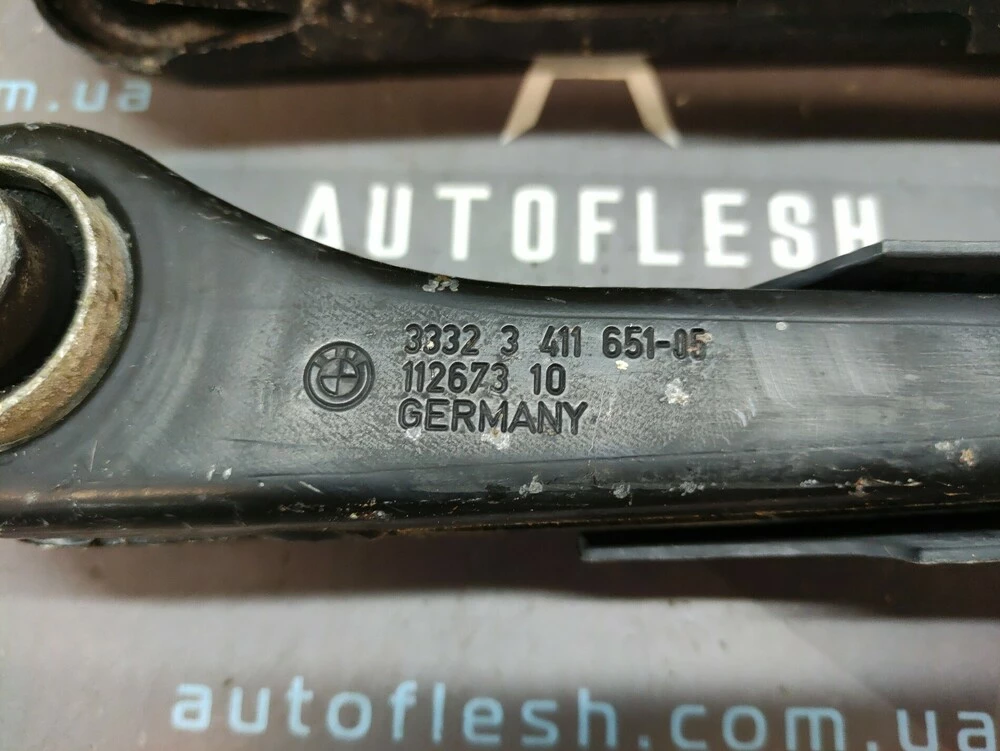 m.ua
AUTOFLESH
3332 3 411 651-05
112673 10
GERMANY
autoflesh.com.ua